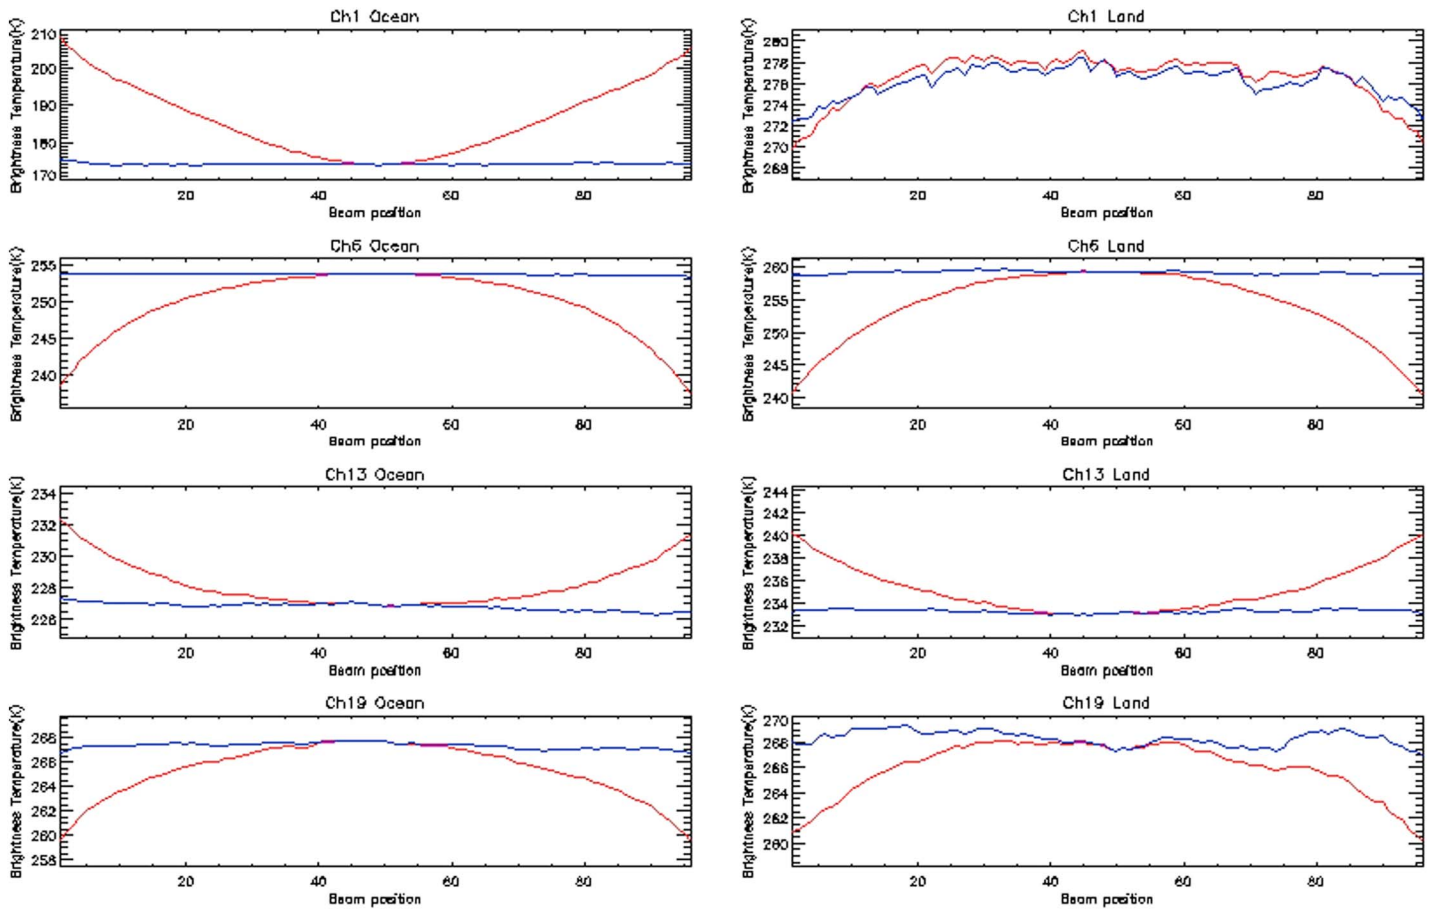 Ch1 Ocean
Brightness Temperature(K)
210
200
190
180
170
20 40 60 80
Beam position
Ch1 Land
Brightness Temperature(K)
280
278
276
274
272
270
268
20 40 60 80
Beam position
Ch6 Ocean
Brightness Temperature(K)
255
250
245
240
20 40 60 80
Beam position
Ch6 Land
Brightness Temperature(K)
260
255
250
245
240
20 40 60 80
Beam position
Ch13 Ocean
Brightness Temperature(K)
234
232
230
228
226
20 40 60 80
Beam position
Ch13 Land
Brightness Temperature(K)
244
242
240
238
236
234
232
20 40 60 80
Beam position
Ch19 Ocean
Brightness Temperature(K)
268
266
264
262
260
258
20 40 60 80
Beam position
Ch19 Land
Brightness Temperature(K)
270
268
266
264
262
260
20 40 60 80
Beam position